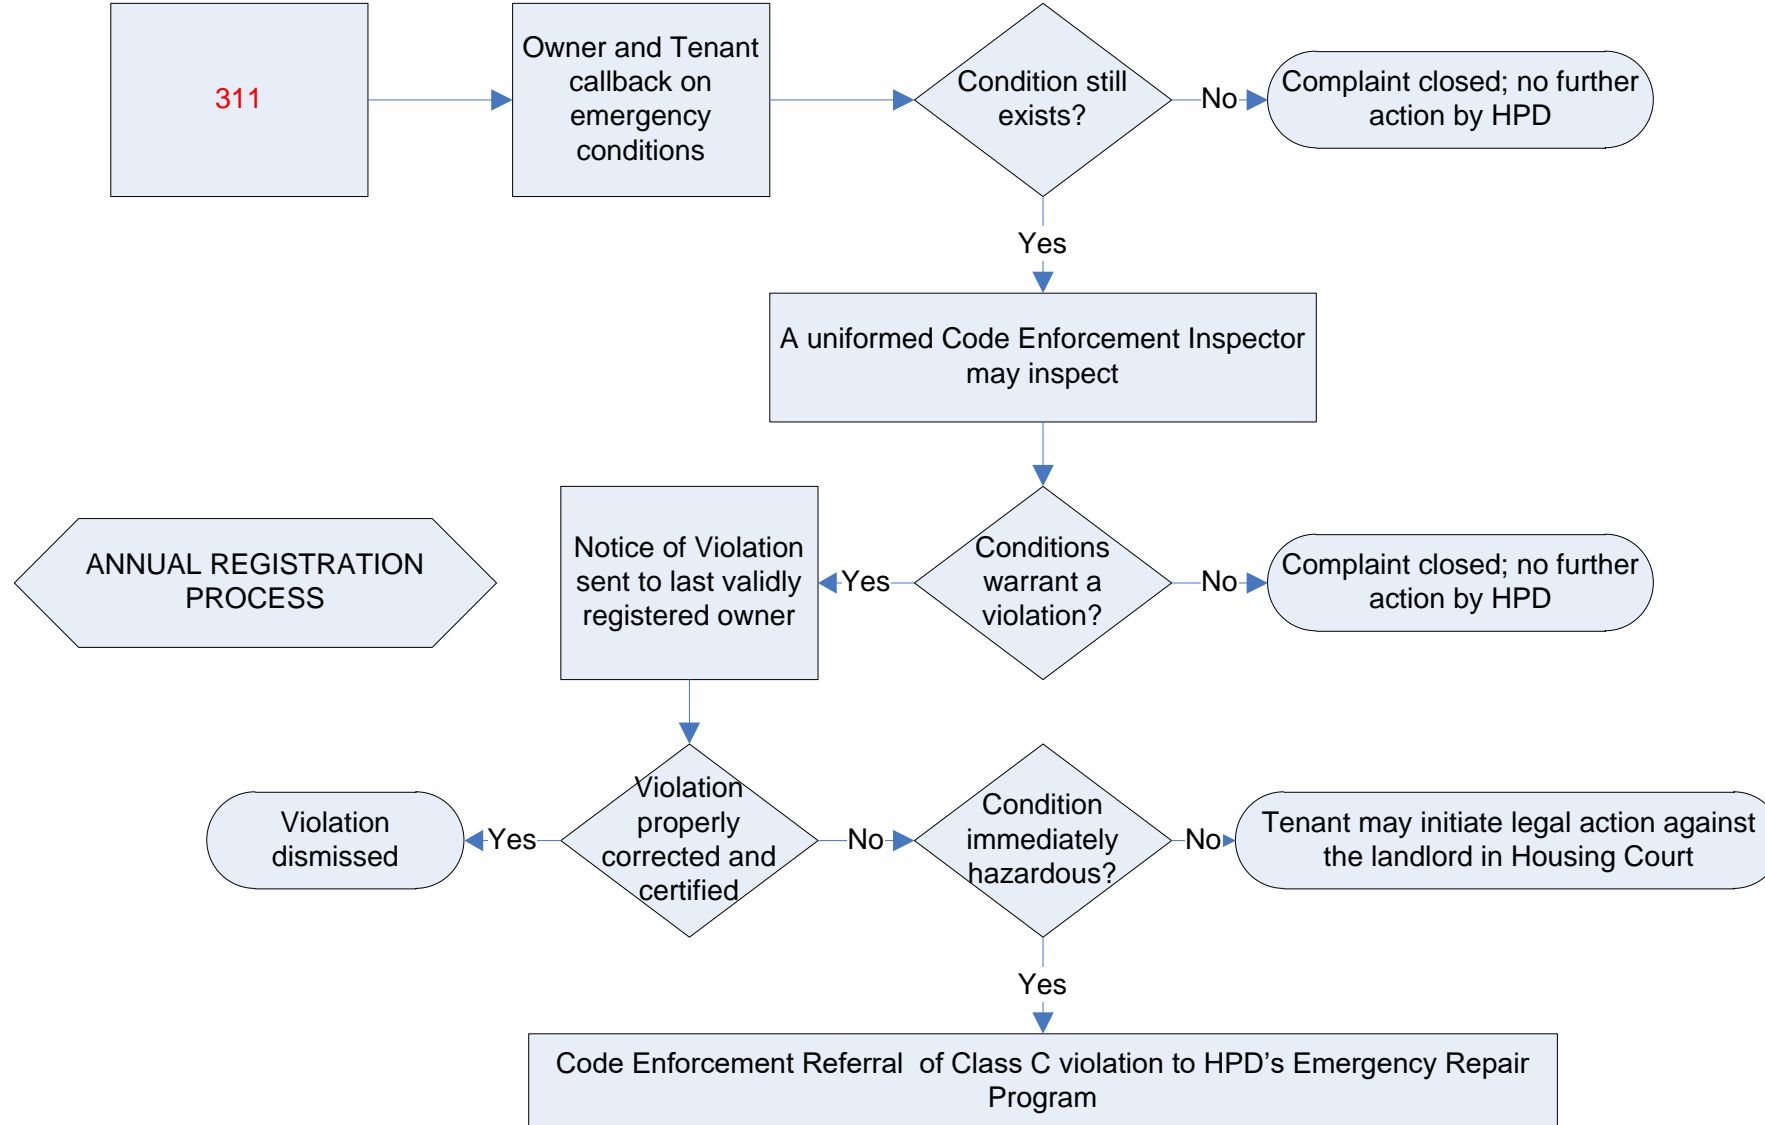 311
Owner and Tenant
callback on
emergency
conditions
Condition still
exists?
No
Complaint closed; no further
action by HPD
Yes
A uniformed Code Enforcement Inspector
may inspect
ANNUAL REGISTRATION
PROCESS
Notice of Violation
sent to last validly
registered owner
Yes
Conditions
warrant a
violation?
No
Complaint closed; no further
action by HPD
Violation
dismissed
Yes
Violation
properly
corrected and
certified
No
Condition
immediately
hazardous?
No
Tenant may initiate legal action against
the landlord in Housing Court
Yes
Code Enforcement Referral  of Class C violation to HPD’s Emergency Repair
Program